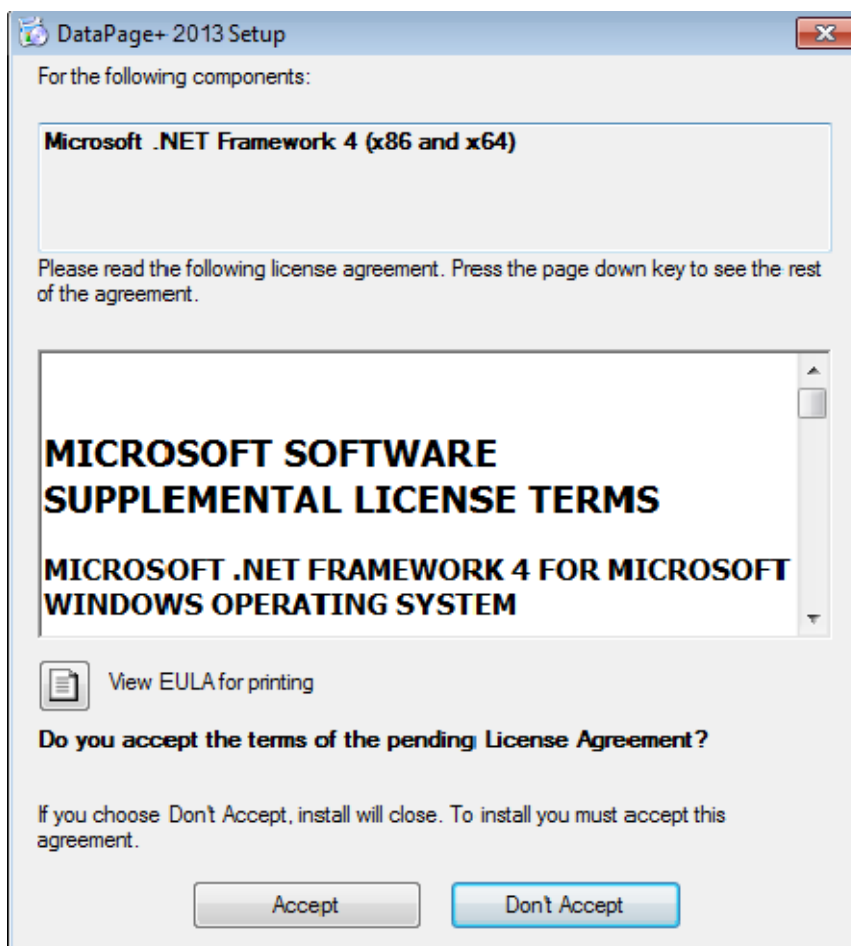 DataPage+ 2013 Setup
For the following components:
Microsoft .NET Framework 4 (x86 and x64)
Please read the following license agreement. Press the page down key to see the rest
of the agreement.
MICROSOFT SOFTWARE
SUPPLEMENTAL LICENSE TERMS
MICROSOFT .NET FRAMEWORK 4 FOR MICROSOFT
WINDOWS OPERATING SYSTEM
View EULA for printing
Do you accept the terms of the pending License Agreement?
If you choose Don't Accept, install will close. To install you must accept this
agreement.
Accept
Don't Accept